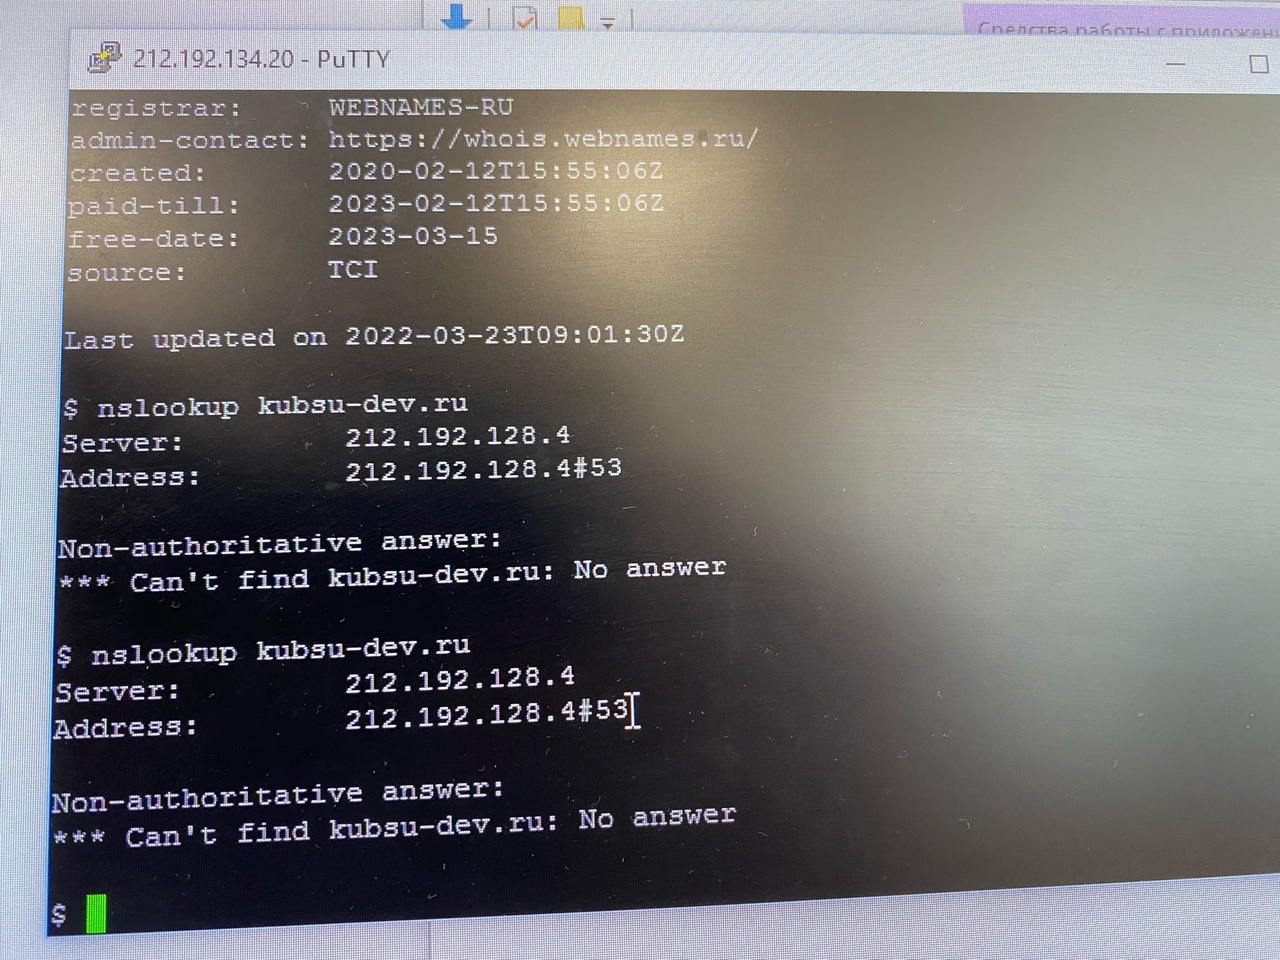 Средства работы с приложени
212.192.134.20 - PuTTY
registrar: WEBNAMES-RU
admin-contact: https://whois.webnames.ru/
created: 2020-02-12T15:55:06Z
paid-till: 2023-02-12T15:55:06Z
free-date: 2023-03-15
source: TCI
Last updated on 2022-03-23T09:01:30Z
$ nslookup kubsu-dev.ru
Server: 212.192.128.4
Address: 212.192.128.4#53
Non-authoritative answer:
*** Can't find kubsu-dev.ru: No answer
$ nslookup kubsu-dev.ru
Server: 212.192.128.4
Address: 212.192.128.4#53
Non-authoritative answer:
*** Can't find kubsu-dev.ru: No answer
$